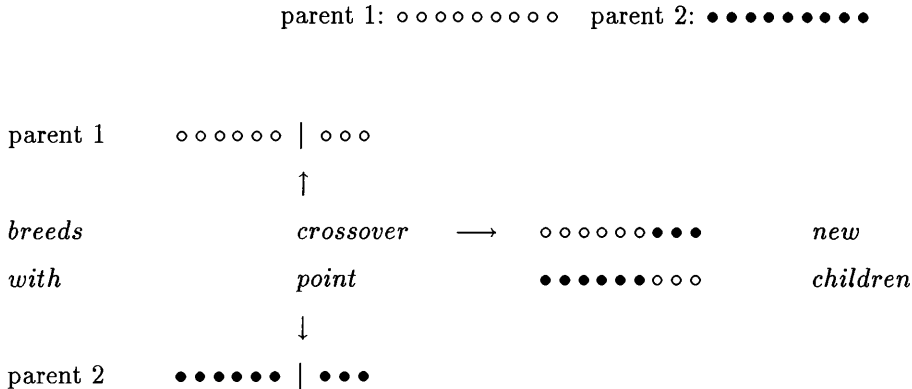 parent 1: ○ ○ ○ ○ ○ ○ ○ ○ ○ parent 2: ● ● ● ● ● ● ● ● ●
parent 1 ○ ○ ○ ○ ○ ○ | ○ ○ ○
↑
breeds crossover ⟶ ○ ○ ○ ○ ○ ○ ● ● ● new
with point ● ● ● ● ● ● ○ ○ ○ children
↓
parent 2 ● ● ● ● ● ● | ● ● ●